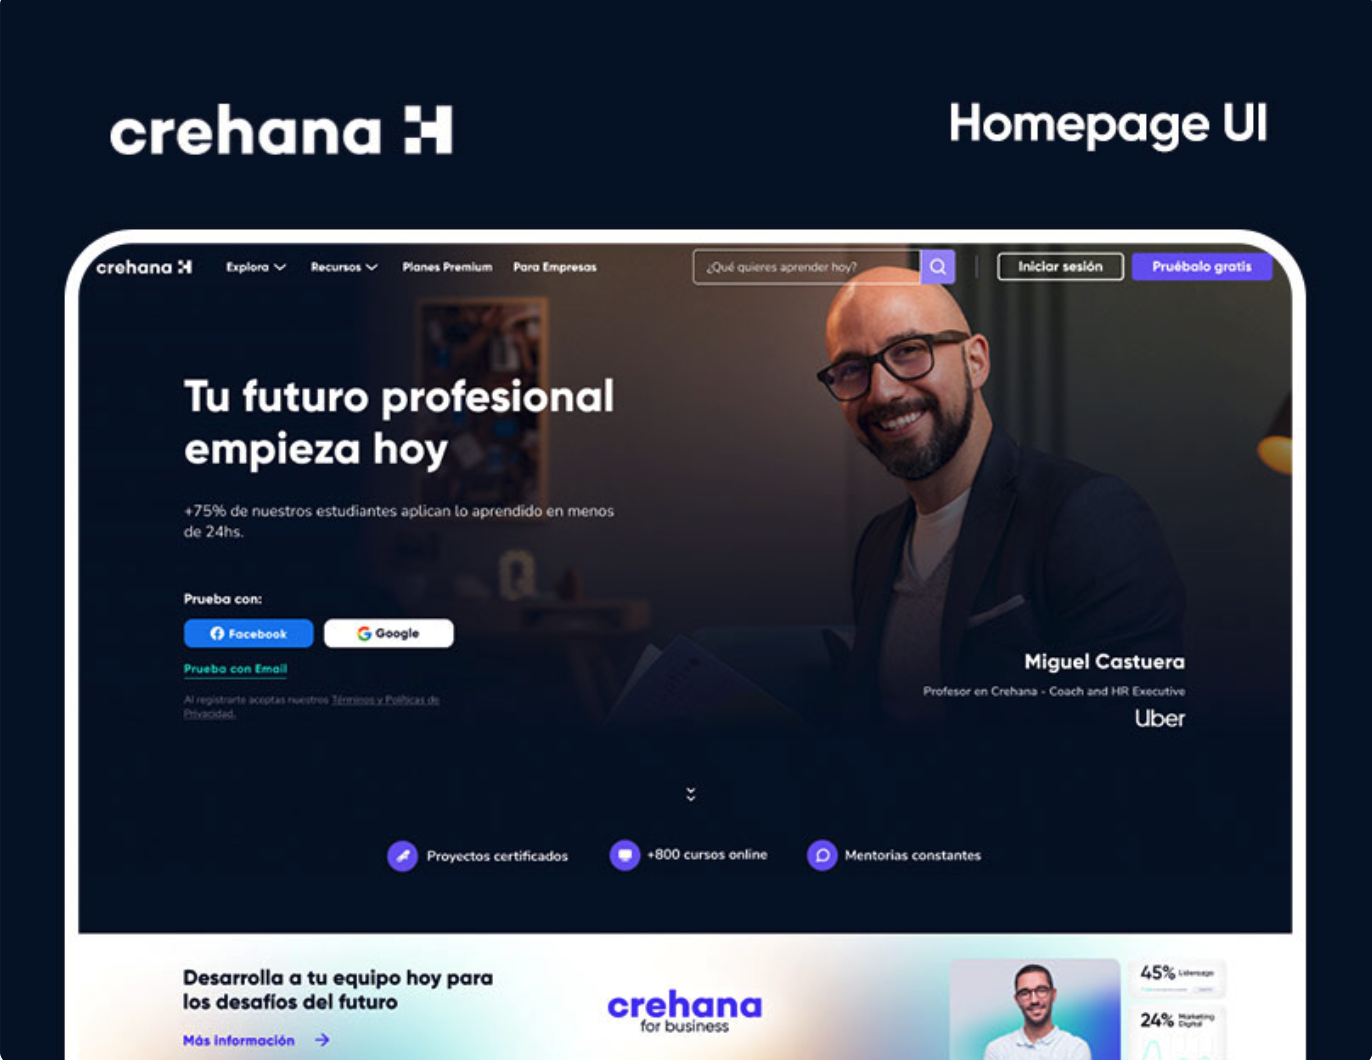 crehana
Homepage UI
crehana
Explora
Recursos
Planes Premium
Para Empresas
¿Qué quieres aprender hoy?
Iniciar sesión
Pruébalo gratis
Tu futuro profesional
empieza hoy
+75% de nuestros estudiantes aplican lo aprendido en menos
de 24hs.
Prueba con:
Facebook
Google
Prueba con Email
Al registrarte aceptas nuestros Términos y Políticas de
Privacidad.
Miguel Castuera
Profesor en Crehana - Coach and HR Executive
Uber
Proyectos certificados
+800 cursos online
Mentorias constantes
Desarrolla a tu equipo hoy para
los desafíos del futuro
Más información
crehana
for business
45% Liderazgo
24% Marketing
Digital